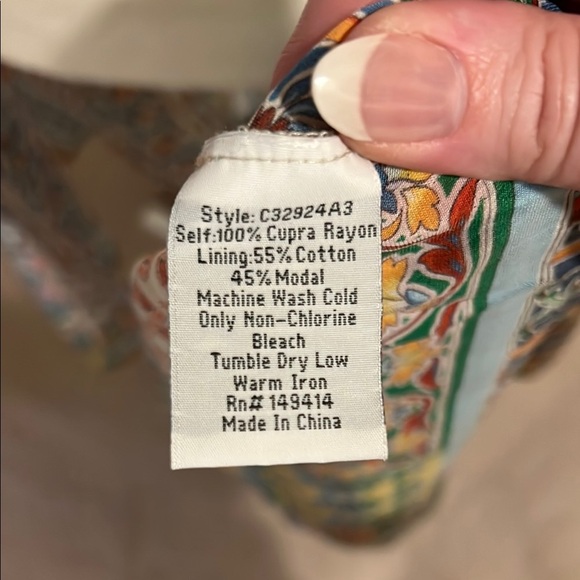 Style: C32924A3
Self:100% Cupra Rayon
Lining:55% Cotton
45% Modal
Machine Wash Cold
Only Non-Chlorine
Bleach
Tumble Dry Low
Warm Iron
Rn# 149414
Made In China